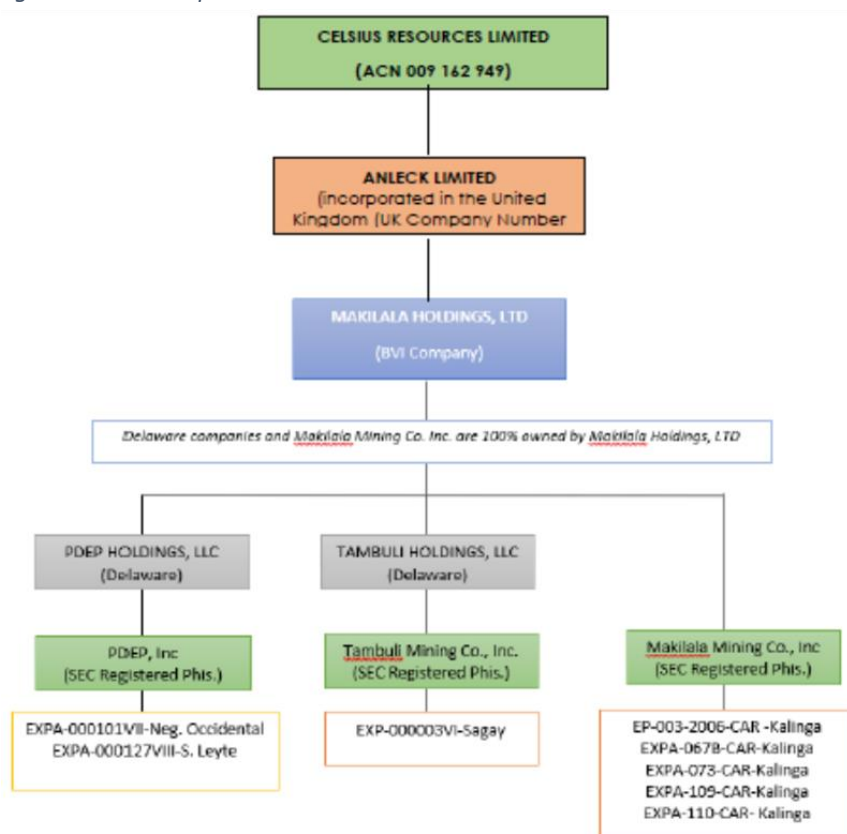 CELSIUS RESOURCES LIMITED
(ACN 009 162 949)
ANLECK LIMITED
(incorporated in the United
Kingdom (UK Company Number
MAKILALA HOLDINGS, LTD
(BVI Company)
Delaware companies and Makilala Mining Co. Inc. are 100% owned by Makilala Holdings, LTD
PDEP HOLDINGS, LLC
(Delaware)
TAMBULI HOLDINGS, LLC
(Delaware)
PDEP, Inc
(SEC Registered Phis.)
Tambuli Mining Co., Inc.
(SEC Registered Phis.)
Makilala Mining Co., Inc
(SEC Registered Phis.)
EXPA-000101VII-Neg. Occidental
EXPA-000127VIII-S. Leyte
EXP-000003VI-Sagay
EP-003-2006-CAR -Kalinga
EXPA-067B-CAR-Kalinga
EXPA-073-CAR-Kalinga
EXPA-109-CAR-Kalinga
EXPA-110-CAR- Kalinga